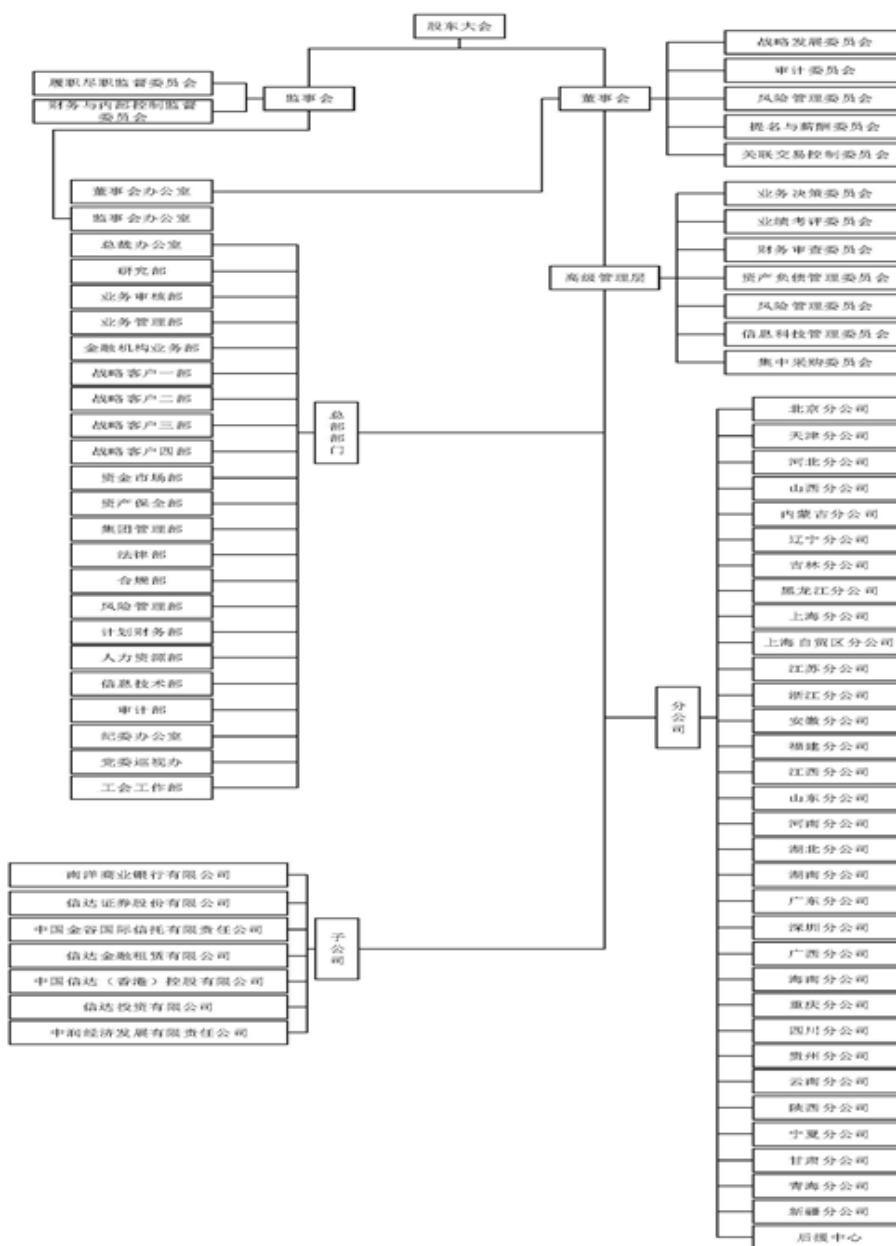 股东大会
战略发展委员会
审计委员会
风险管理委员会
提名与薪酬委员会
关联交易控制委员会
董事会
监事会
履职尽职监督委员会
财务与内部控制监督
委员会
董事会办公室
监事会办公室
总裁办公室
研究部
业务审核部
业务管理部
金融机构业务部
战略客户一部
战略客户二部
战略客户三部
战略客户四部
资金市场部
资产保全部
集团管理部
法律部
合规部
风险管理部
计划财务部
人力资源部
信息技术部
审计部
纪委办公室
党委巡视办
工会工作部
总部部门
高级管理层
业务决策委员会
业绩考评委员会
财务审查委员会
资产负债管理委员会
风险管理委员会
信息科技管理委员会
集中采购委员会
分公司
北京分公司
天津分公司
河北分公司
山西分公司
内蒙古分公司
辽宁分公司
吉林分公司
黑龙江分公司
上海分公司
上海自贸区分公司
江苏分公司
浙江分公司
安徽分公司
福建分公司
江西分公司
山东分公司
河南分公司
湖北分公司
湖南分公司
广东分公司
深圳分公司
广西分公司
海南分公司
重庆分公司
四川分公司
贵州分公司
云南分公司
陕西分公司
宁夏分公司
甘肃分公司
青海分公司
新疆分公司
后援中心
子公司
南洋商业银行有限公司
信达证券股份有限公司
中国金谷国际信托有限责任公司
信达金融租赁有限公司
中国信达（香港）控股有限公司
信达投资有限公司
中润经济发展有限责任公司